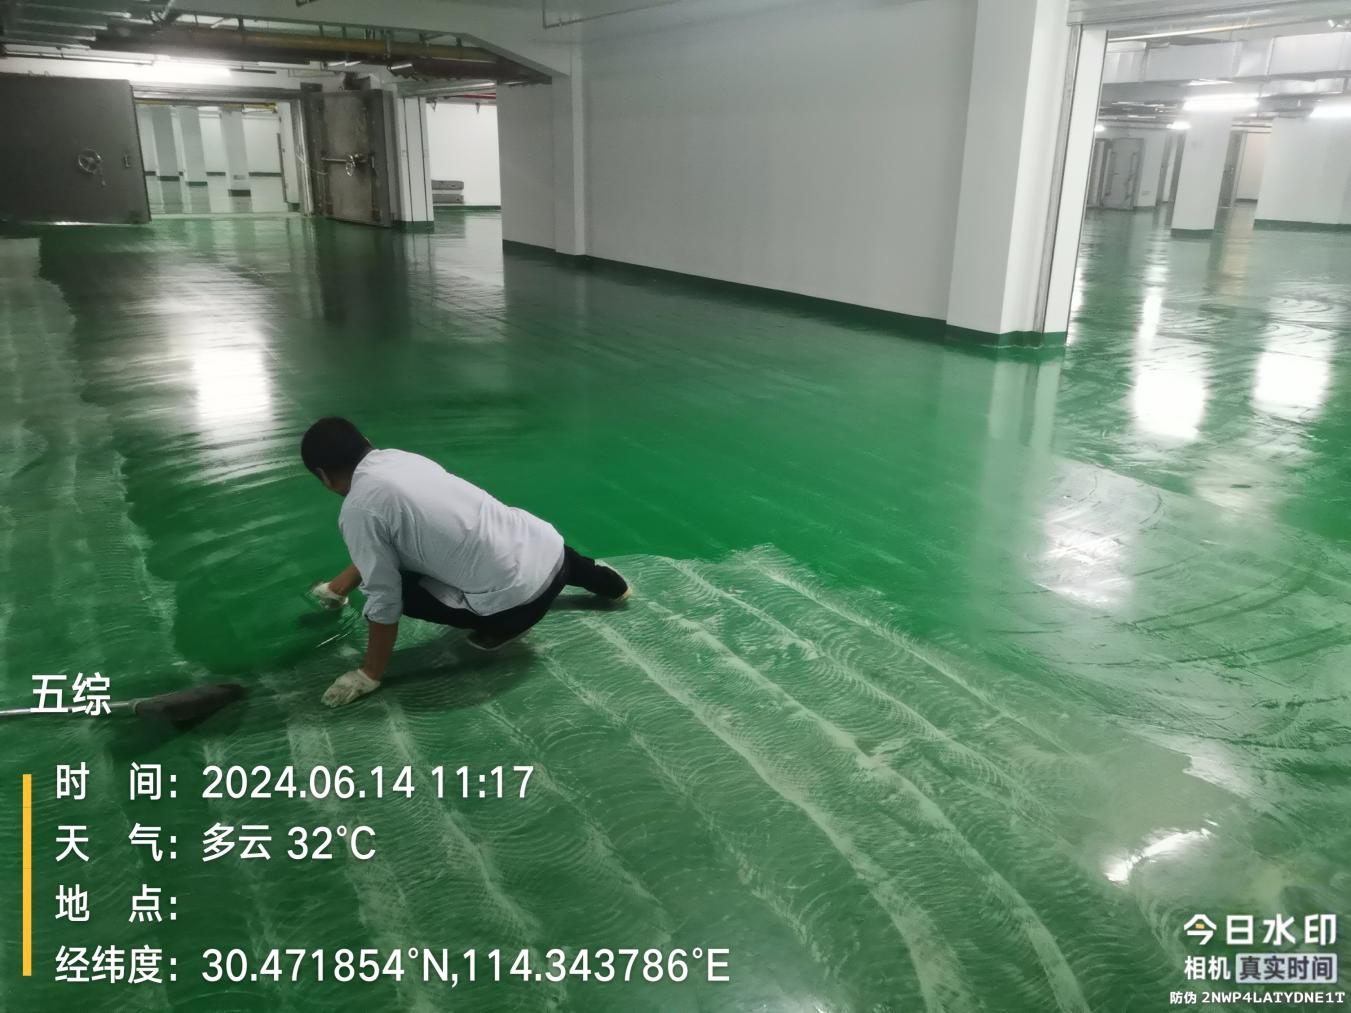 五综
时 间: 2024.06.14 11:17
天 气: 多云 32℃
地 点:
经纬度: 30.471854°N,114.343786°E
今日水印
相机 真实时间
防伪 2NWP4LATYDNE1T